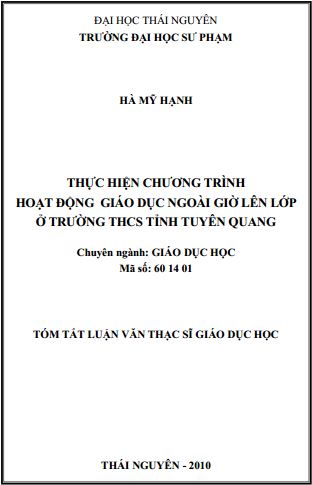 ĐẠI HỌC THÁI NGUYÊN
TRƯỜNG ĐẠI HỌC SƯ PHẠM
HÀ MỸ HẠNH
THỰC HIỆN CHƯƠNG TRÌNH
HOẠT ĐỘNG GIÁO DỤC NGOÀI GIỜ LÊN LỚP
Ở TRƯỜNG THCS TỈNH TUYÊN QUANG
Chuyên ngành: GIÁO DỤC HỌC
Mã số: 60 14 01
TÓM TẮT LUẬN VĂN THẠC SĨ GIÁO DỤC HỌC
THÁI NGUYÊN - 2010